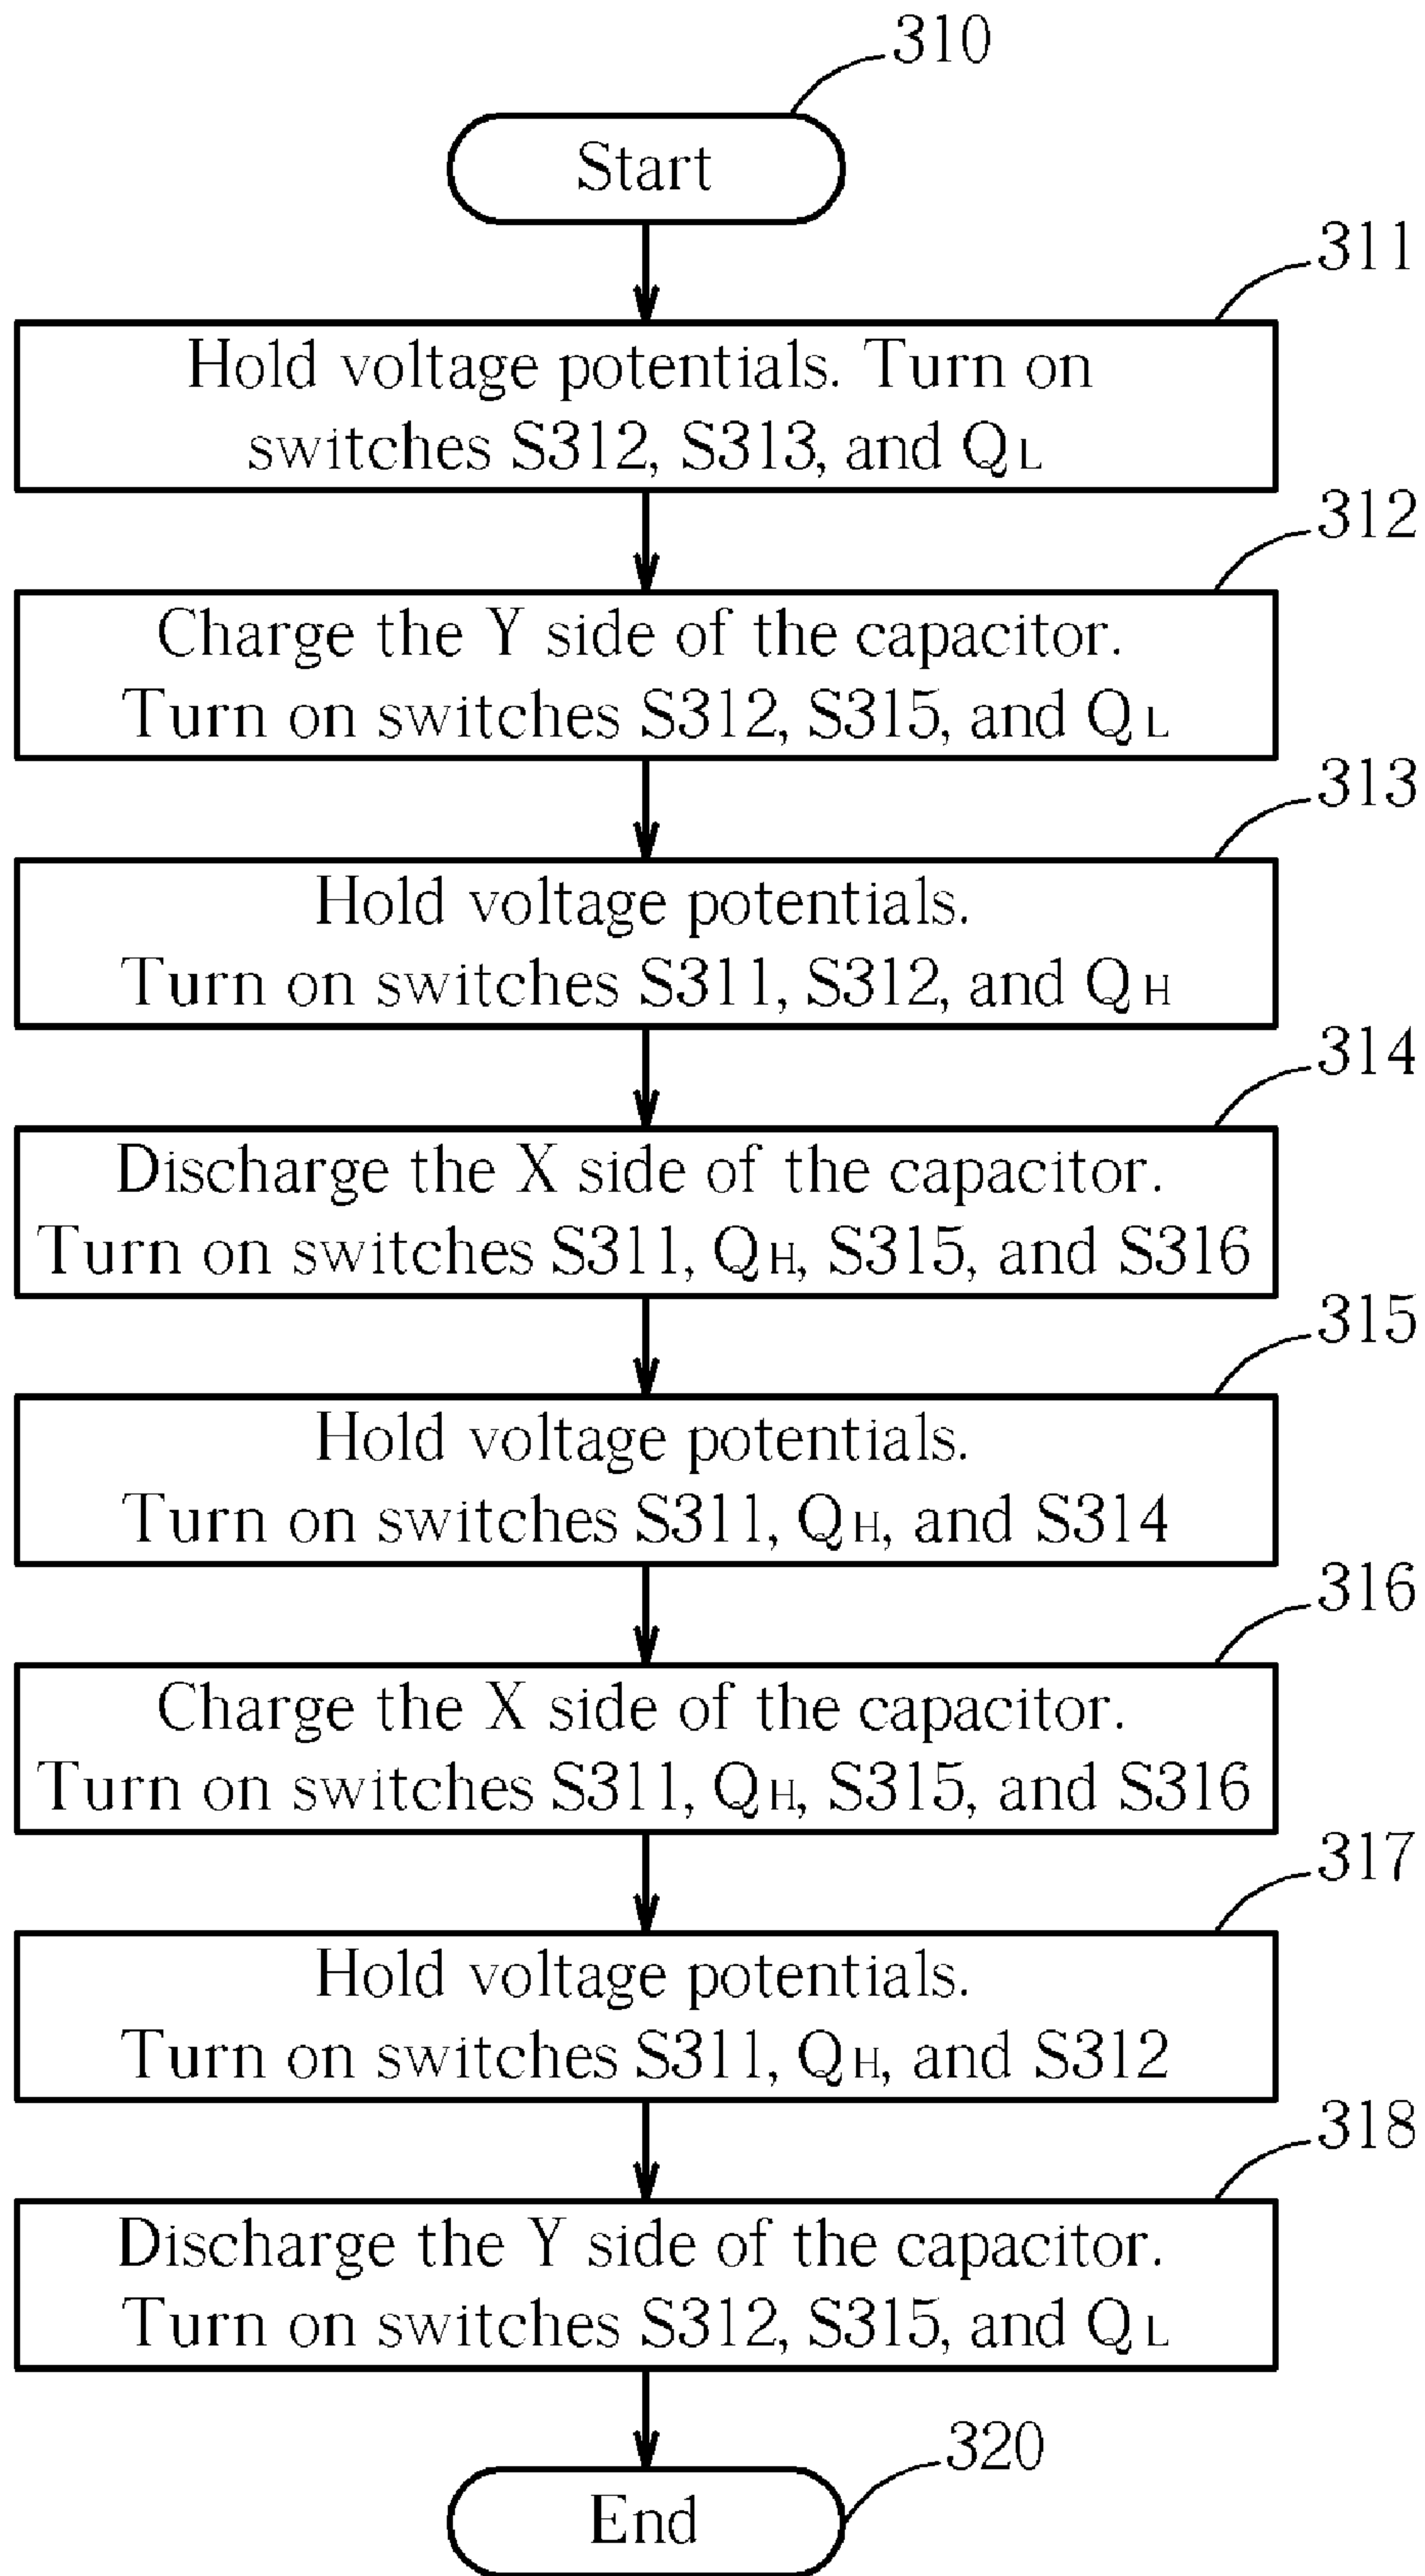 310
Start
311
Hold voltage potentials. Turn on
switches S312, S313, and QL
312
Charge the Y side of the capacitor.
Turn on switches S312, S315, and QL
313
Hold voltage potentials.
Turn on switches S311, S312, and QH
314
Discharge the X side of the capacitor.
Turn on switches S311, QH, S315, and S316
315
Hold voltage potentials.
Turn on switches S311, QH, and S314
316
Charge the X side of the capacitor.
Turn on switches S311, QH, S315, and S316
317
Hold voltage potentials.
Turn on switches S311, QH, and S312
318
Discharge the Y side of the capacitor.
Turn on switches S312, S315, and QL
320
End